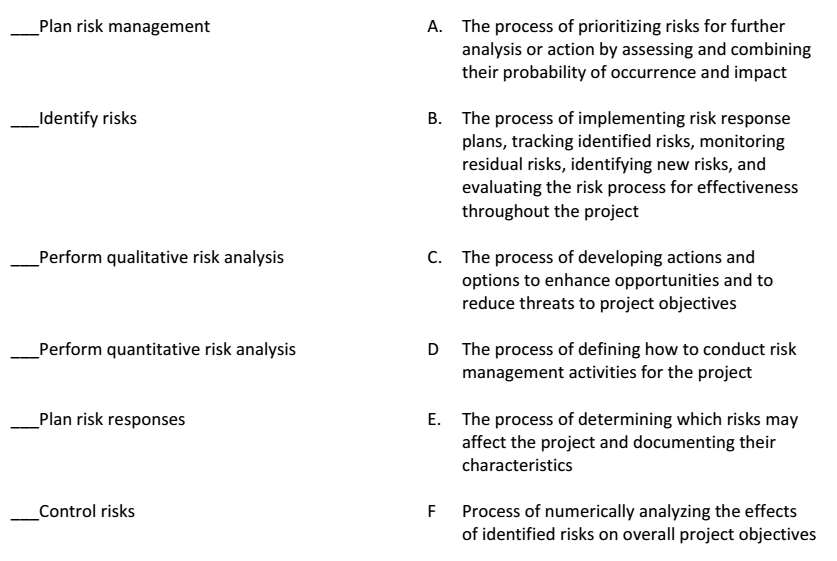 ___Plan risk management
A. The process of prioritizing risks for further
analysis or action by assessing and combining
their probability of occurrence and impact
___Identify risks
B. The process of implementing risk response
plans, tracking identified risks, monitoring
residual risks, identifying new risks, and
evaluating the risk process for effectiveness
throughout the project
___Perform qualitative risk analysis
C. The process of developing actions and
options to enhance opportunities and to
reduce threats to project objectives
___Perform quantitative risk analysis
D The process of defining how to conduct risk
management activities for the project
___Plan risk responses
E. The process of determining which risks may
affect the project and documenting their
characteristics
___Control risks
F Process of numerically analyzing the effects
of identified risks on overall project objectives